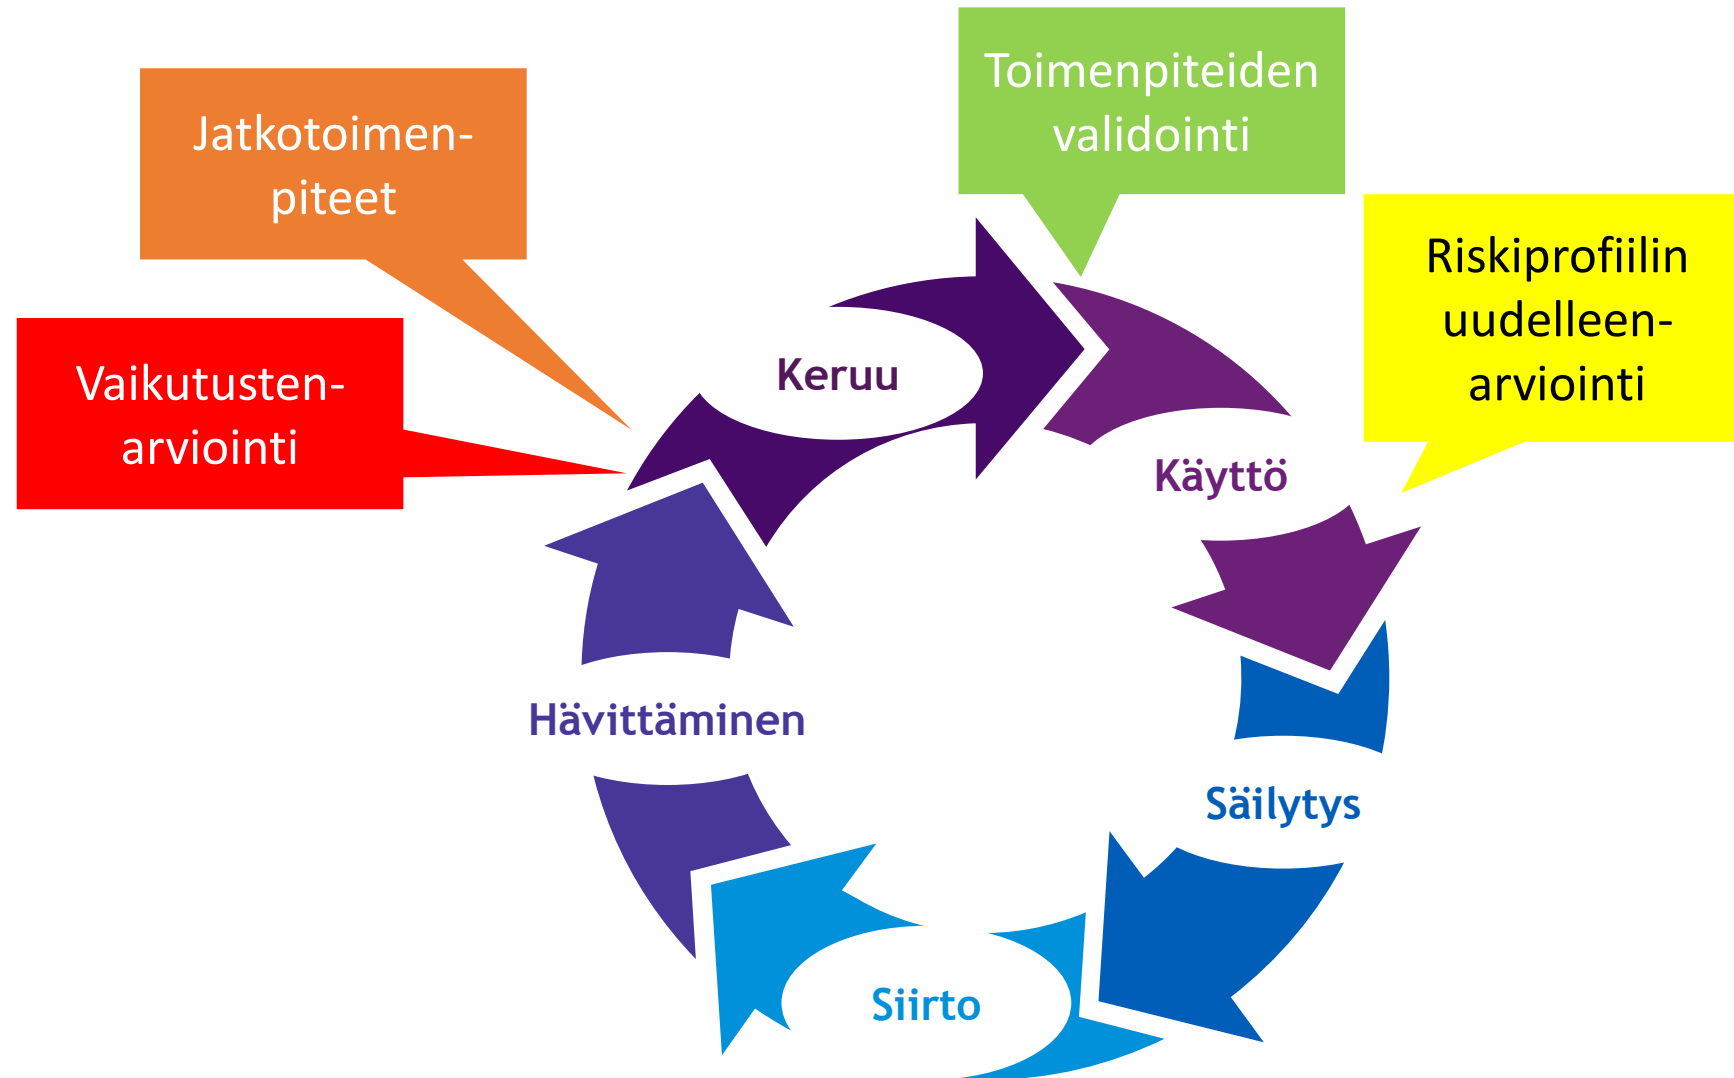 Toimenpiteiden
validointi
Jatkotoimen-
piteet
Riskiprofiilin
uudelleen-
arviointi
Vaikutusten-
arviointi
Keruu
Käyttö
Säilytys
Siirto
Hävittäminen